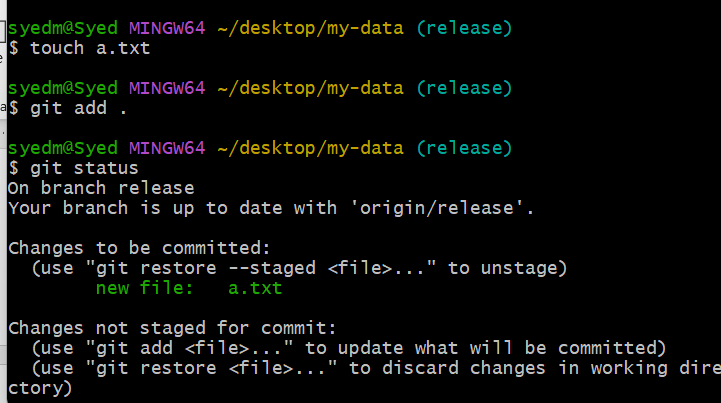 syedm@Syed MINGW64 ~/desktop/my-data (release)
$ touch a.txt
syedm@Syed MINGW64 ~/desktop/my-data (release)
$ git add .
syedm@Syed MINGW64 ~/desktop/my-data (release)
$ git status
On branch release
Your branch is up to date with 'origin/release'.
Changes to be committed:
  (use "git restore --staged <file>..." to unstage)
        new file:   a.txt
Changes not staged for commit:
  (use "git add <file>..." to update what will be committed)
  (use "git restore <file>..." to discard changes in working dire
ctory)